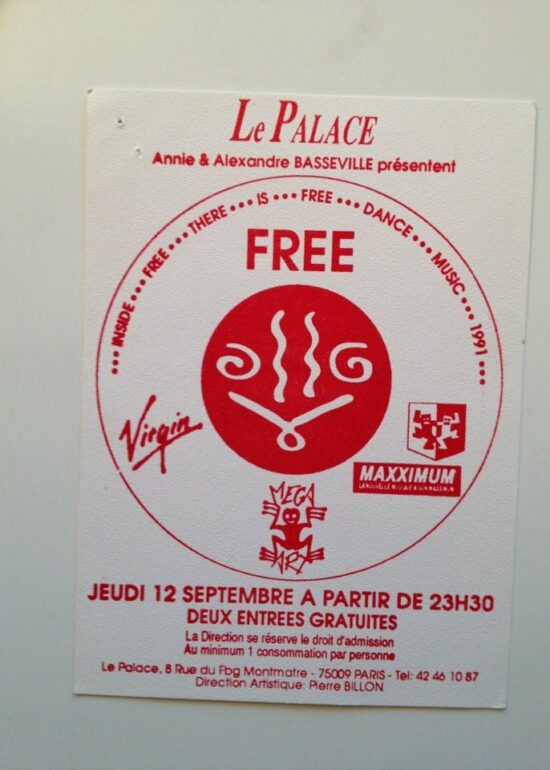 Le PALACE
Annie & Alexandre BASSEVILLE présentent
••• INSIDE ••• FREE ••• THERE ••• IS ••• FREE ••• DANCE ••• MUSIC ••• 1991 •••
FREE
Virgin
MAXXIMUM
MEGA
ART
JEUDI 12 SEPTEMBRE A PARTIR DE 23H30
DEUX ENTREES GRATUITES
La Direction se réserve le droit d'admission
Au minimum 1 consommation par personne
Le Palace, 8 Rue du Fbg Montmatre - 75009 PARIS - Tel: 42 46 10 87
Direction Artistique: Pierre BILLON